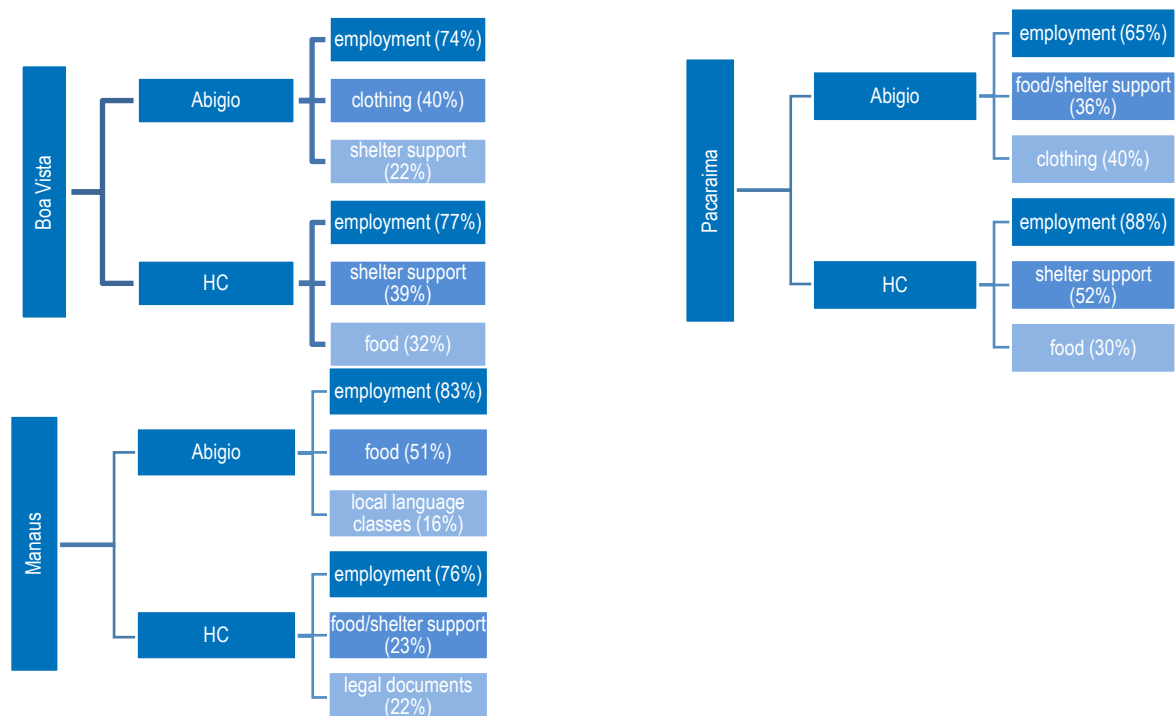 Boa Vista
Abigio
employment (74%)
clothing (40%)
shelter support
(22%)
HC
employment (77%)
shelter support
(39%)
food (32%)
Manaus
Abigio
employment (83%)
food (51%)
local language
classes (16%)
HC
employment (76%)
food/shelter support
(23%)
legal documents
(22%)
Pacaraima
Abigio
employment (65%)
food/shelter support
(36%)
clothing (40%)
HC
employment (88%)
shelter support
(52%)
food (30%)